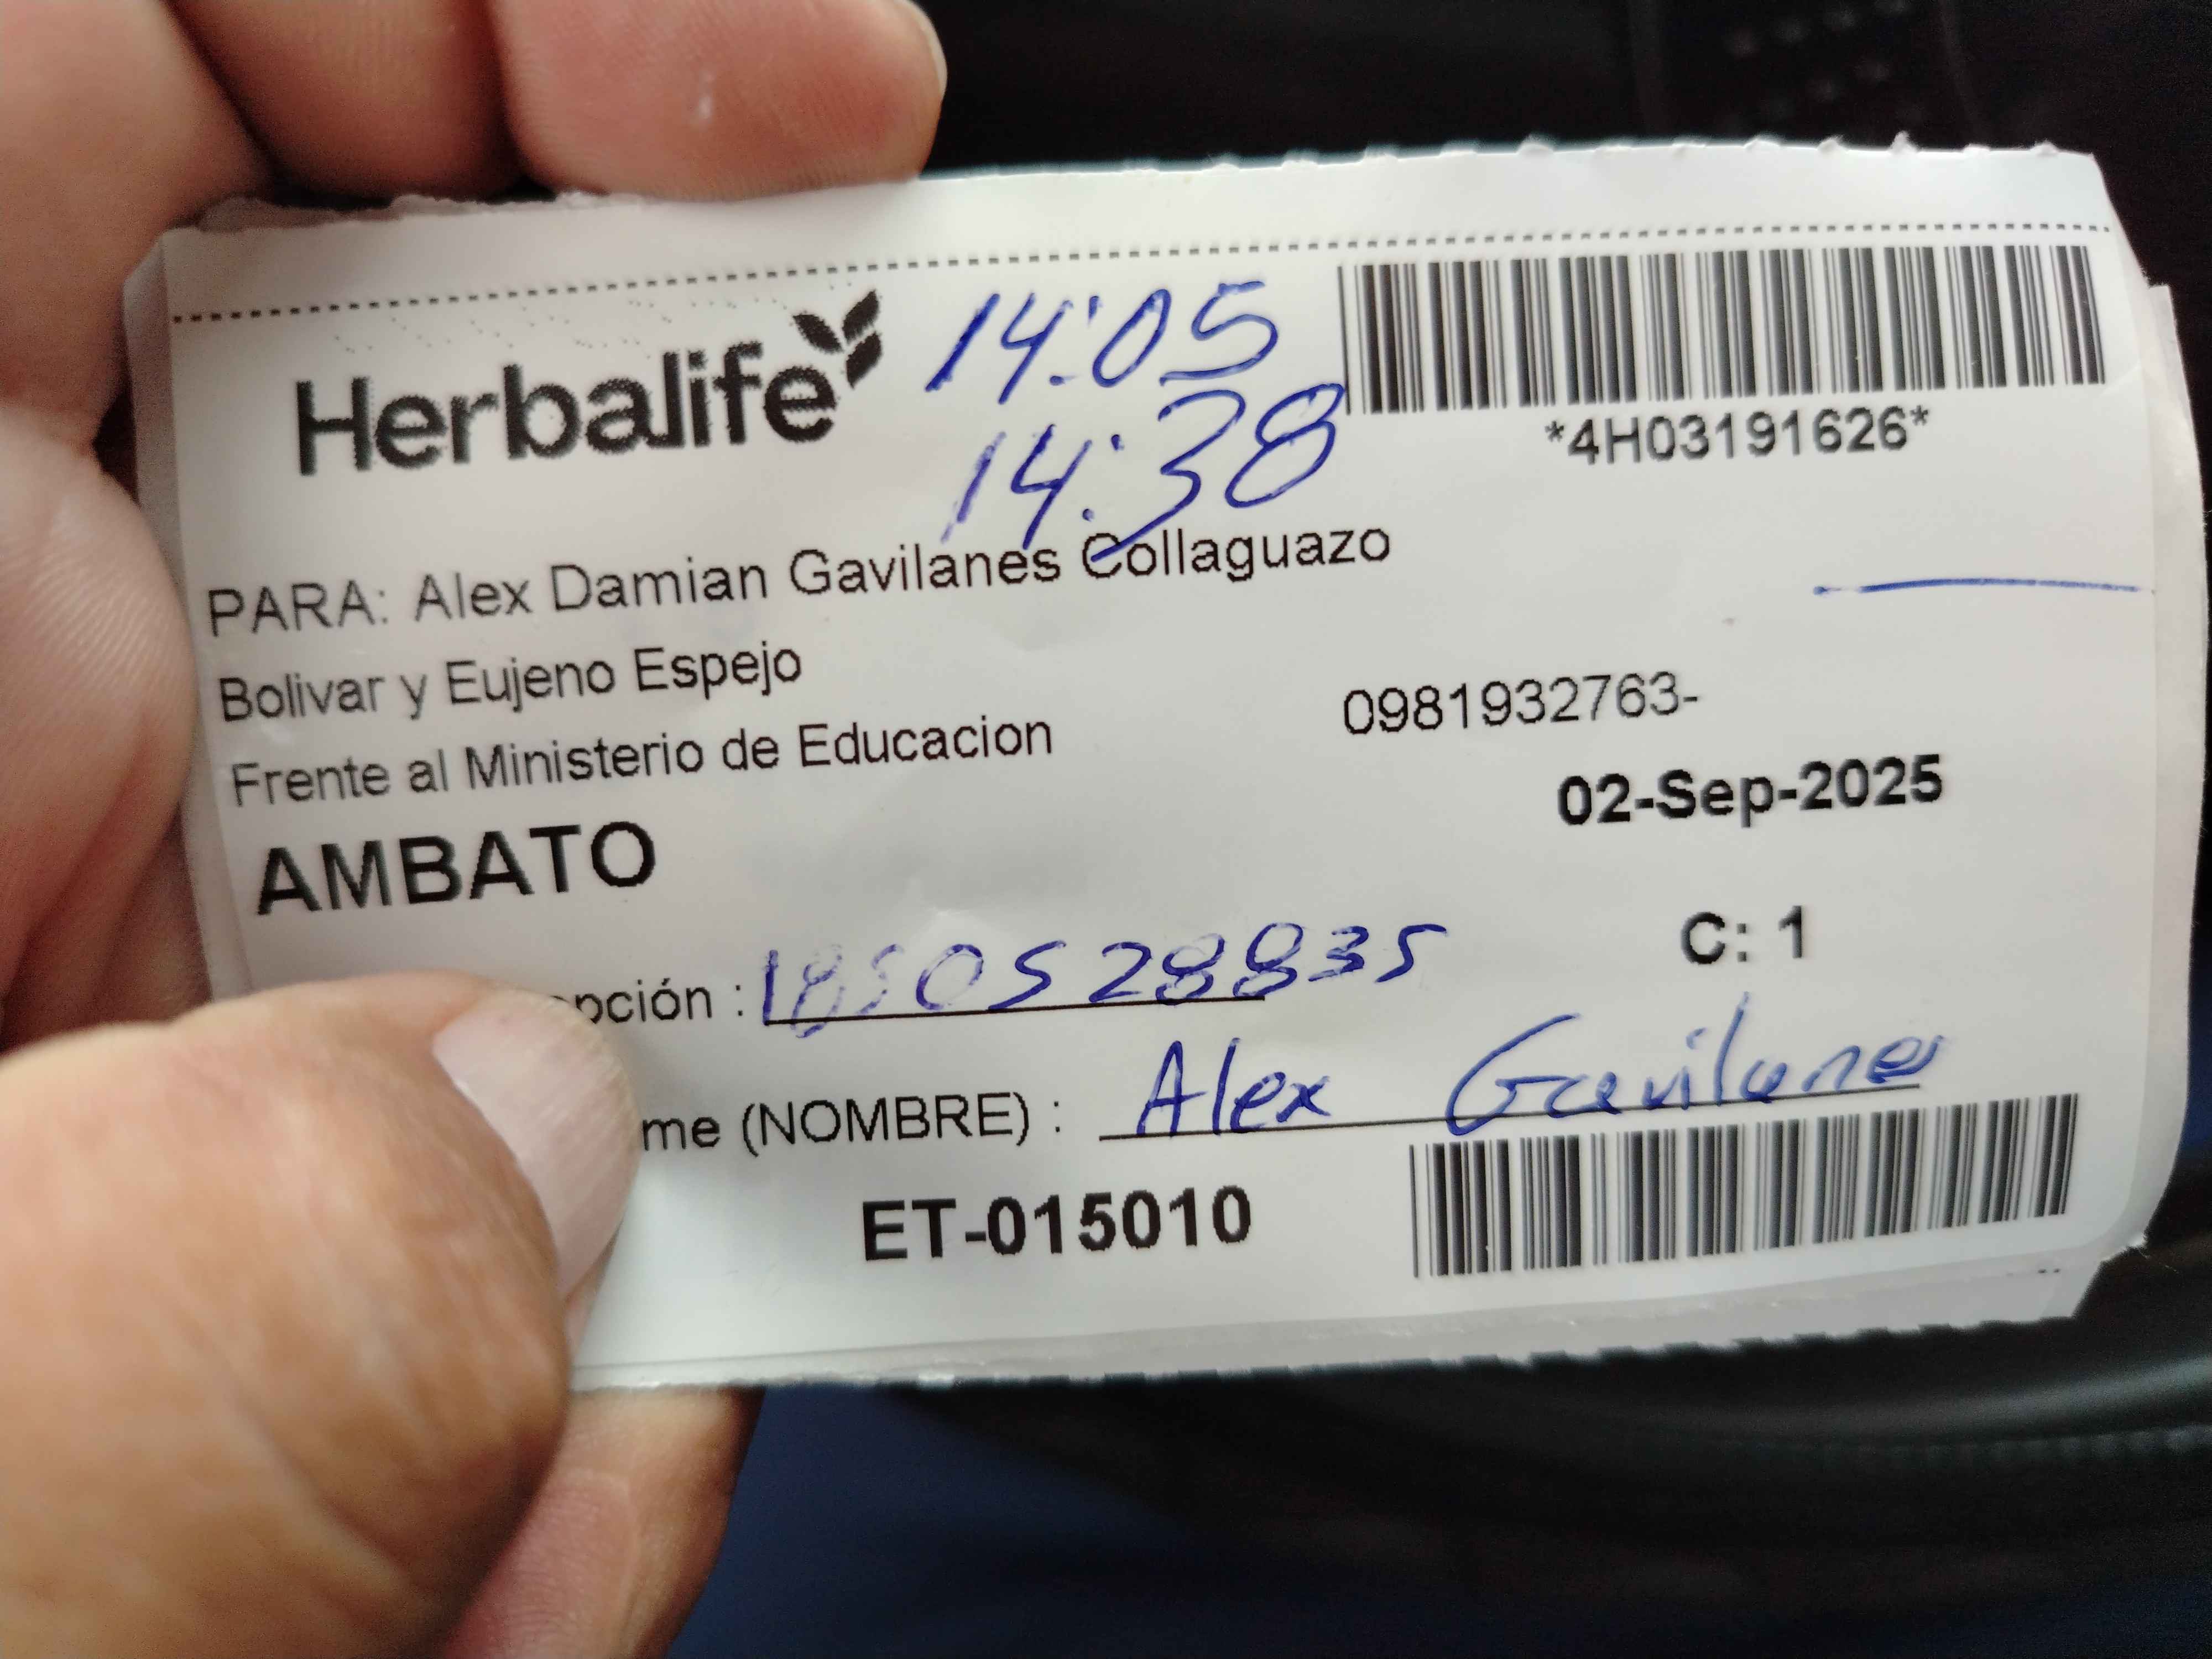 Herbalife
14:05
14:38
*4H03191626*
PARA: Alex Damian Gavilanes Collaguazo
Bolivar y Eujeno Espejo
0981932763-
Frente al Ministerio de Educacion
02-Sep-2025
AMBATO
C: 1
pción : 1850528835
me (NOMBRE) : Alex Gavilanes
ET-015010